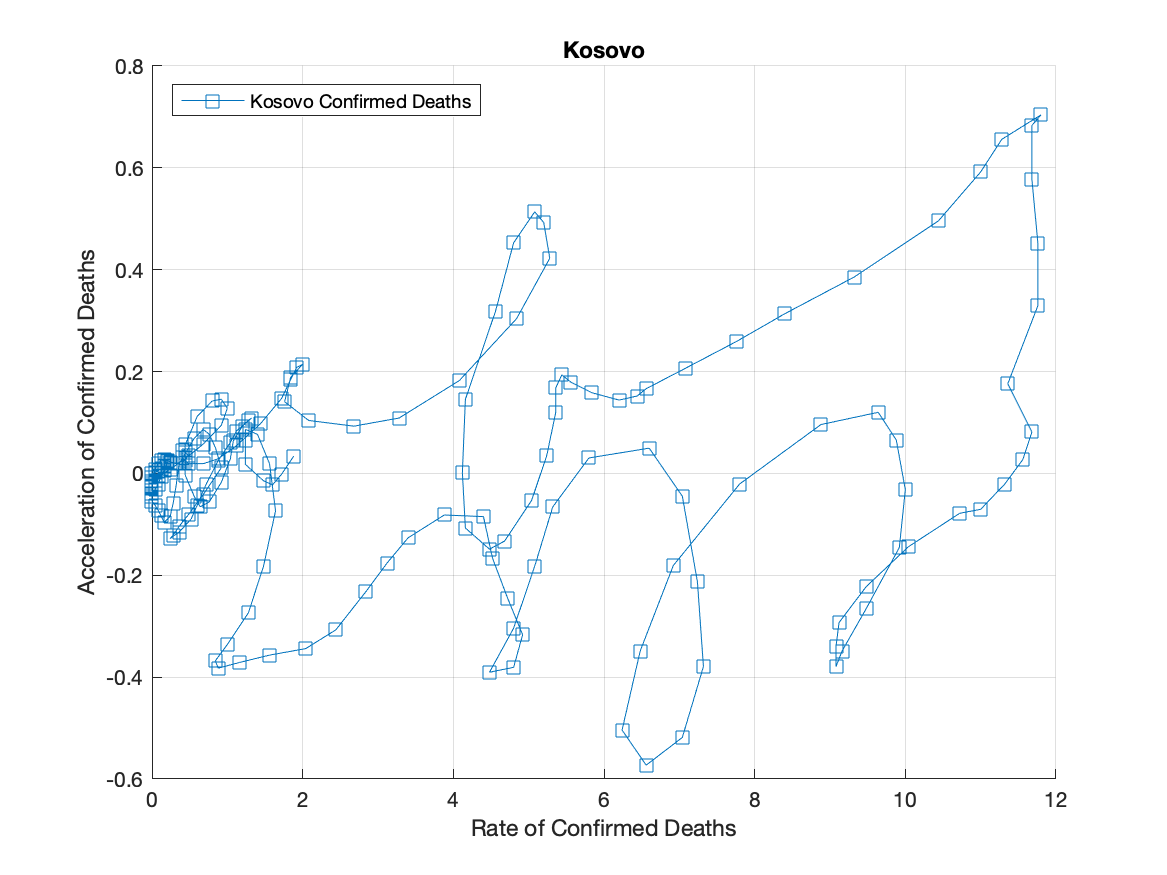 Kosovo
Kosovo Confirmed Deaths
Acceleration of Confirmed Deaths
0.8
0.6
0.4
0.2
0
-0.2
-0.4
-0.6
0 2 4 6 8 10 12
Rate of Confirmed Deaths